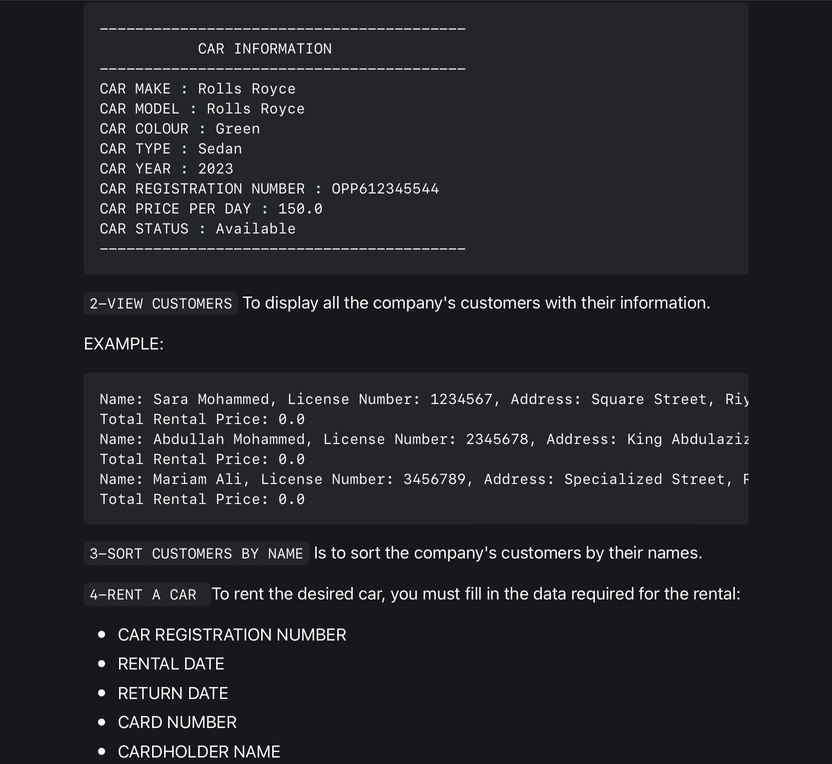 ----------------------------------------
CAR INFORMATION
----------------------------------------
CAR MAKE : Rolls Royce
CAR MODEL : Rolls Royce
CAR COLOUR : Green
CAR TYPE : Sedan
CAR YEAR : 2023
CAR REGISTRATION NUMBER : OPP612345544
CAR PRICE PER DAY : 150.0
CAR STATUS : Available
----------------------------------------
2-VIEW CUSTOMERS To display all the company's customers with their information.
EXAMPLE:
Name: Sara Mohammed, License Number: 1234567, Address: Square Street,
Total Rental Price: 0.0
Name: Abdullah Mohammed, License Number: 2345678, Address: King Abdulaziz
Total Rental Price: 0.0
Name: Mariam Ali, License Number: 3456789, Address: Specialized Street,
Total Rental Price: 0.0
3-SORT CUSTOMERS BY NAME Is to sort the company's customers by their names.
4-RENT A CAR To rent the desired car, you must fill in the data required for the rental:
• CAR REGISTRATION NUMBER
• RENTAL DATE
• RETURN DATE
• CARD NUMBER
• CARDHOLDER NAME